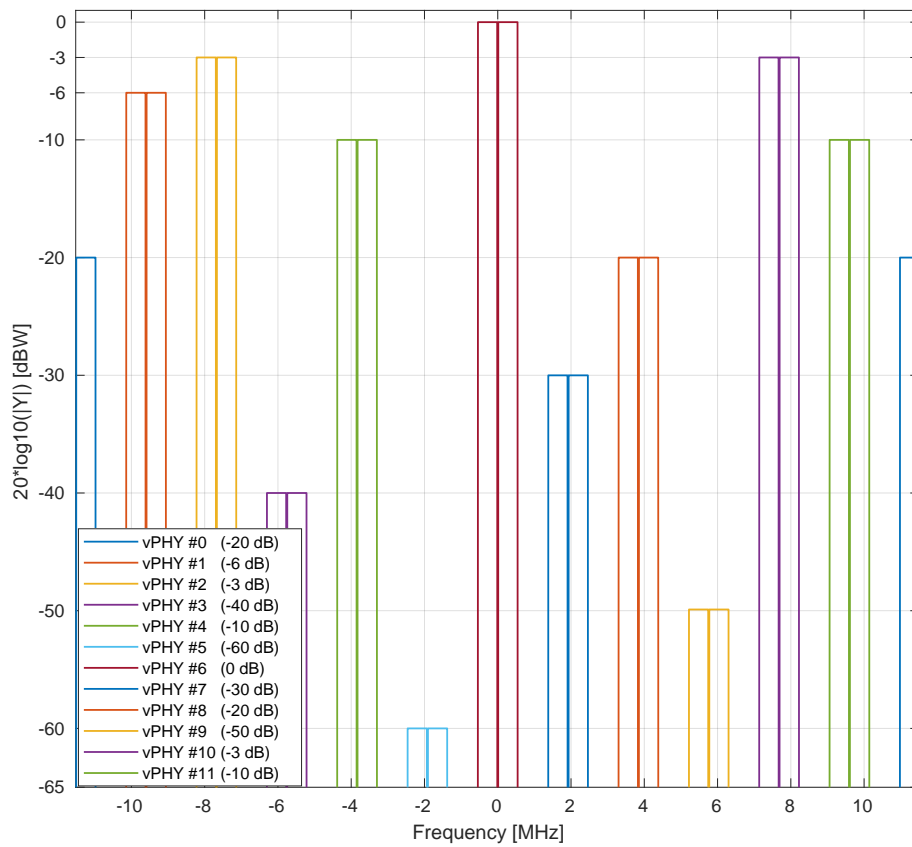 0
-3
-6
-10
-20
-30
-40
-50
-60
-65
20*log10(|Y|) [dBW]
vPHY #0 (-20 dB)
vPHY #1 (-6 dB)
vPHY #2 (-3 dB)
vPHY #3 (-40 dB)
vPHY #4 (-10 dB)
vPHY #5 (-60 dB)
vPHY #6 (0 dB)
vPHY #7 (-30 dB)
vPHY #8 (-20 dB)
vPHY #9 (-50 dB)
vPHY #10 (-3 dB)
vPHY #11 (-10 dB)
-10 -8 -6 -4 -2 0 2 4 6 8 10
Frequency [MHz]